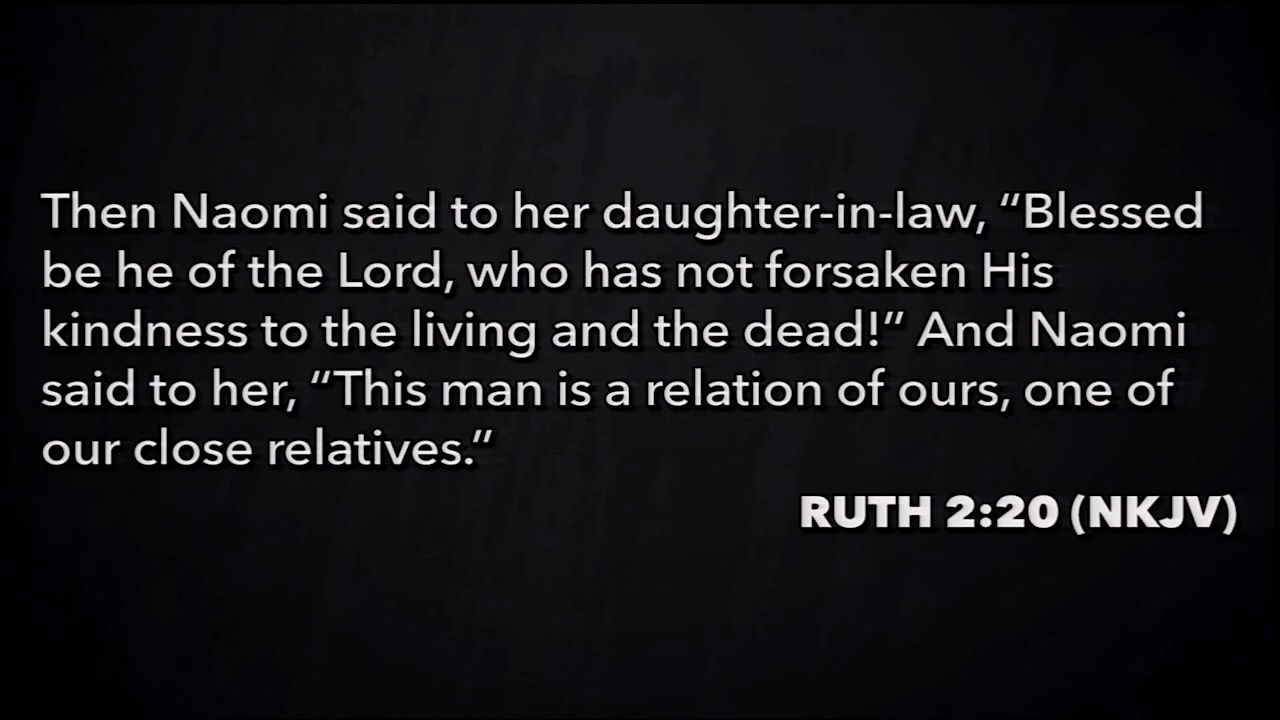 Then Naomi said to her daughter-in-law, “Blessed
be he of the Lord, who has not forsaken His
kindness to the living and the dead!” And Naomi
said to her, “This man is a relation of ours, one of
our close relatives.”
RUTH 2:20 (NKJV)